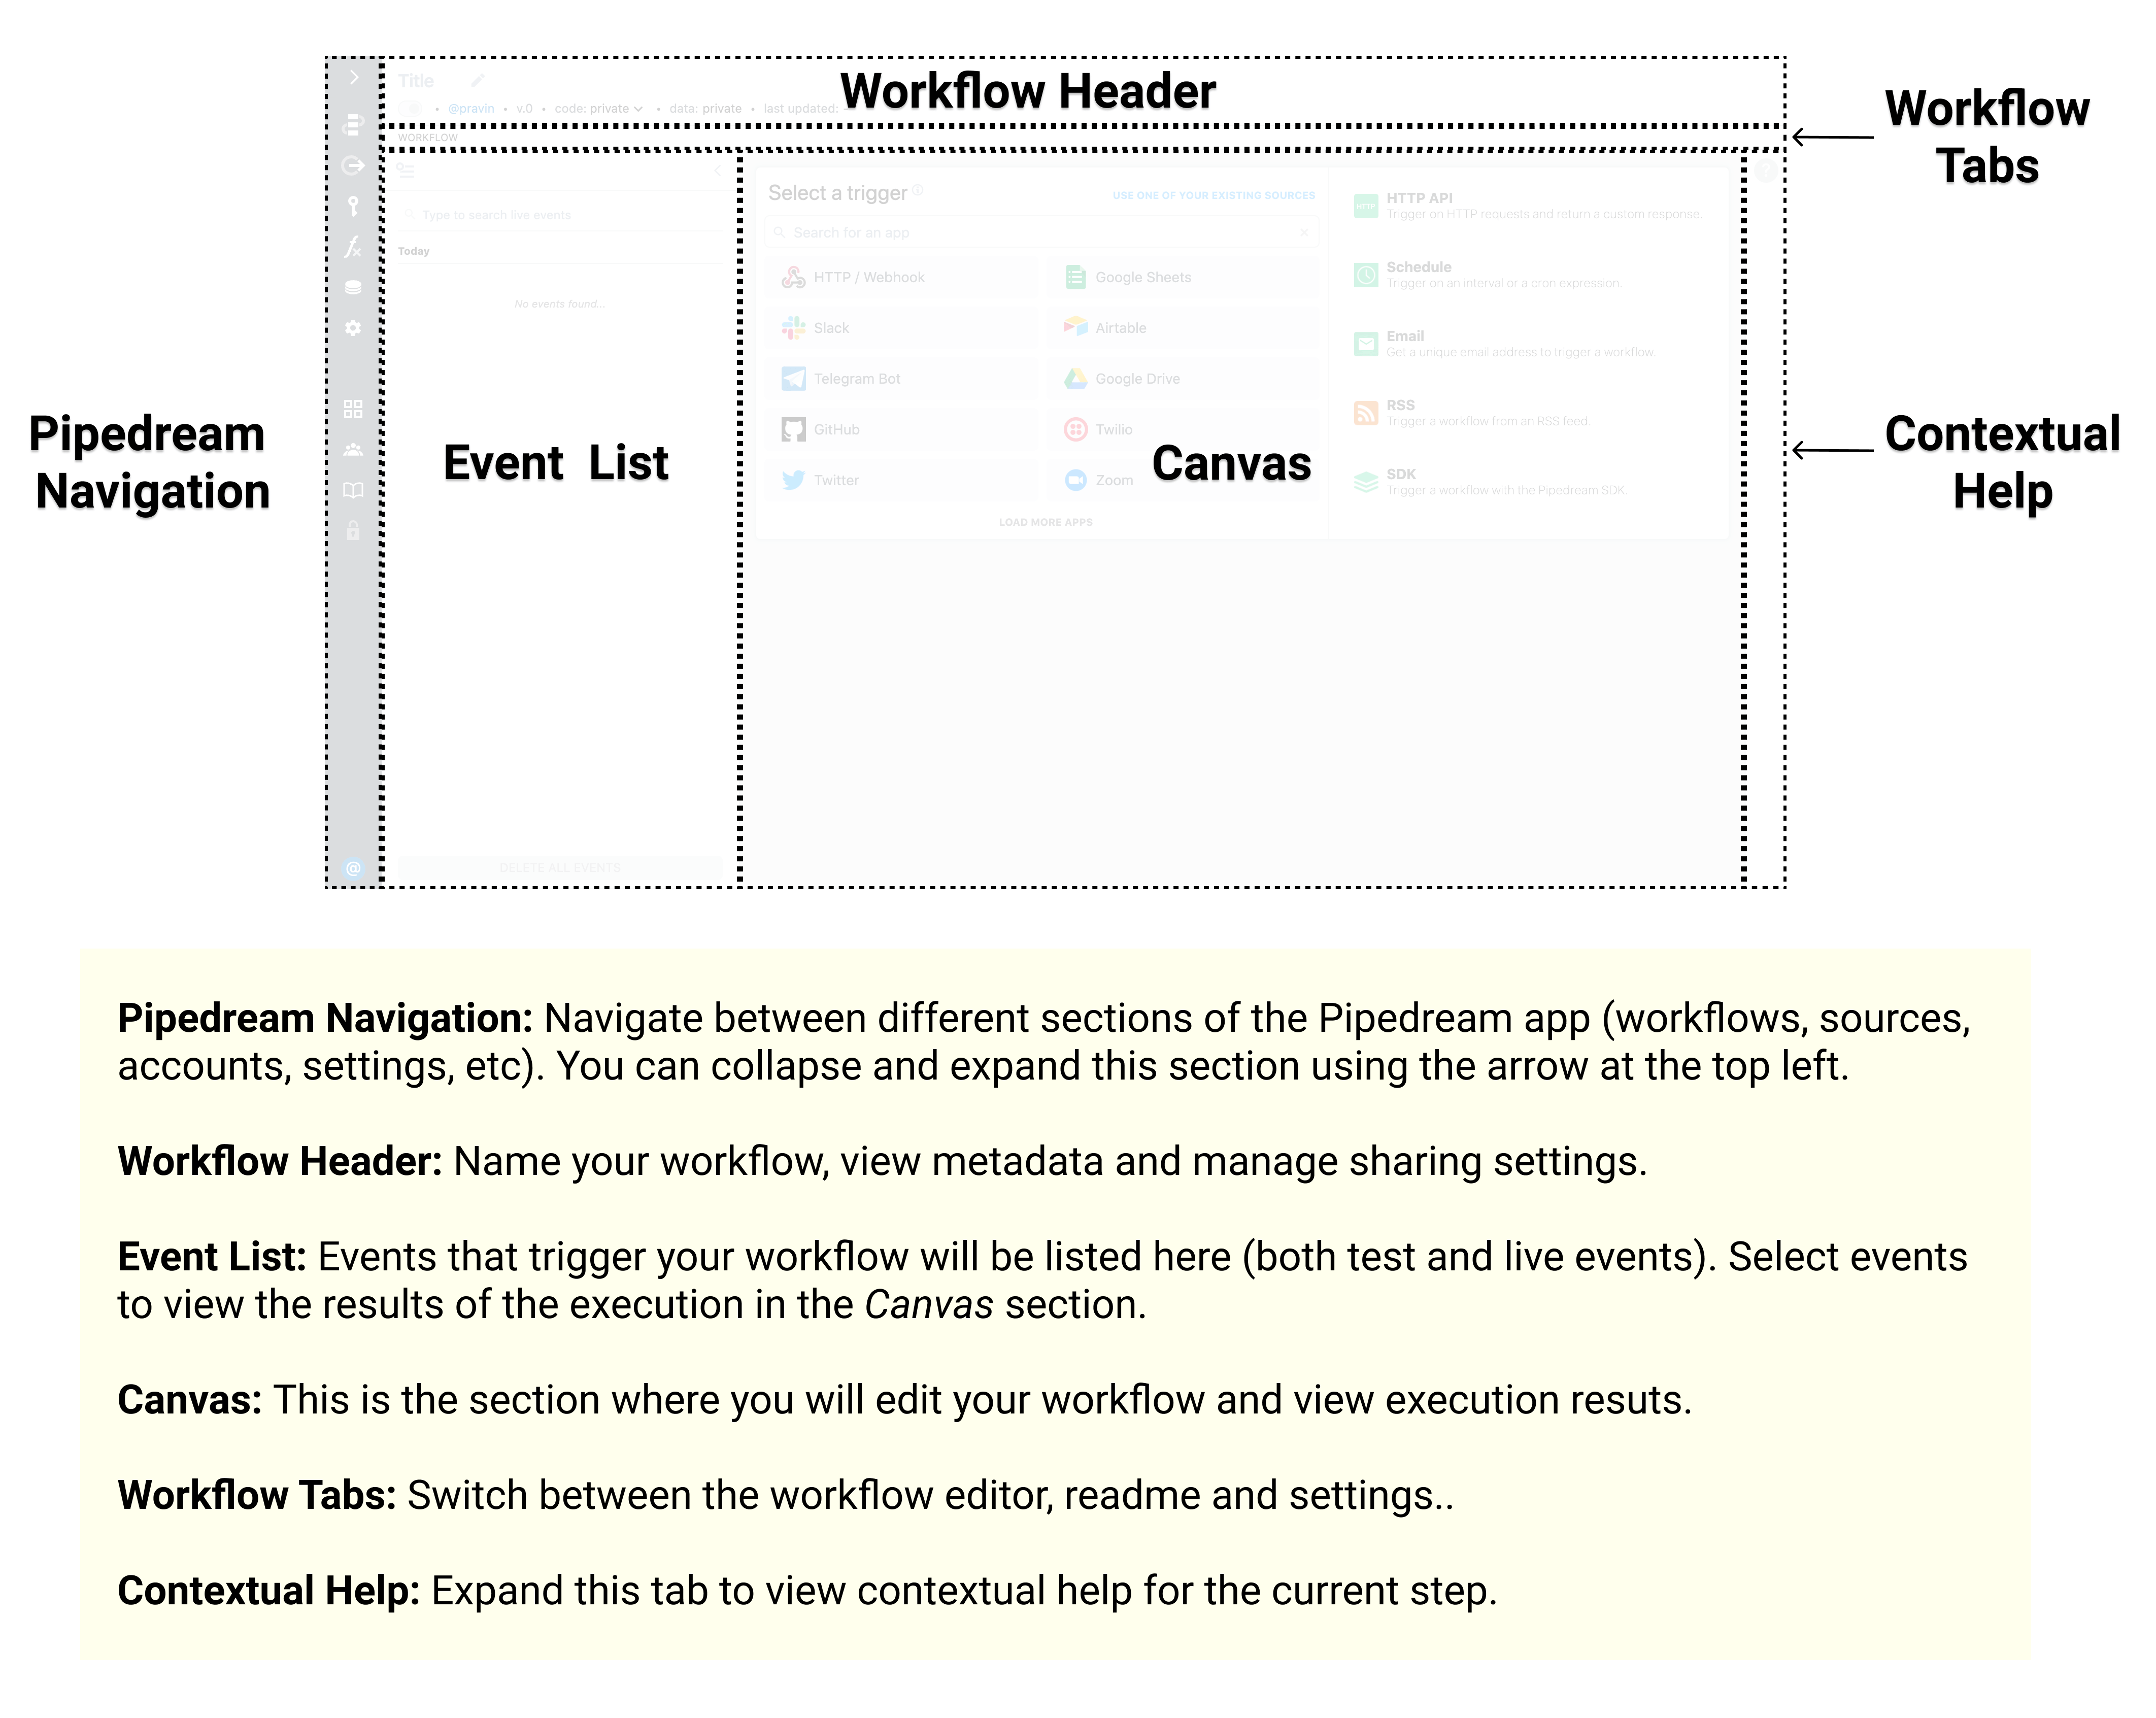 Title
Workflow Header
• @pravin • v.0 • code: private • data: private • last updated:
WORKFLOW
Workflow
Tabs
Type to search live events
Today
No events found...
DELETE ALL EVENTS
Select a trigger
USE ONE OF YOUR EXISTING SOURCES
Search for an app
HTTP / Webhook
Google Sheets
Slack
Airtable
Telegram Bot
Google Drive
GitHub
Twilio
Twitter
Zoom
LOAD MORE APPS
HTTP
HTTP API
Trigger on HTTP requests and return a custom response.
Schedule
Trigger on an interval or a cron expression.
Email
Get a unique email address to trigger a workflow.
RSS
Trigger a workflow from an RSS feed.
SDK
Trigger a workflow with the Pipedream SDK.
@
Pipedream
Navigation
Event List
Canvas
Contextual
Help
Pipedream Navigation: Navigate between different sections of the Pipedream app (workflows, sources,
accounts, settings, etc). You can collapse and expand this section using the arrow at the top left.
Workflow Header: Name your workflow, view metadata and manage sharing settings.
Event List: Events that trigger your workflow will be listed here (both test and live events). Select events
to view the results of the execution in the Canvas section.
Canvas: This is the section where you will edit your workflow and view execution resuts.
Workflow Tabs: Switch between the workflow editor, readme and settings..
Contextual Help: Expand this tab to view contextual help for the current step.